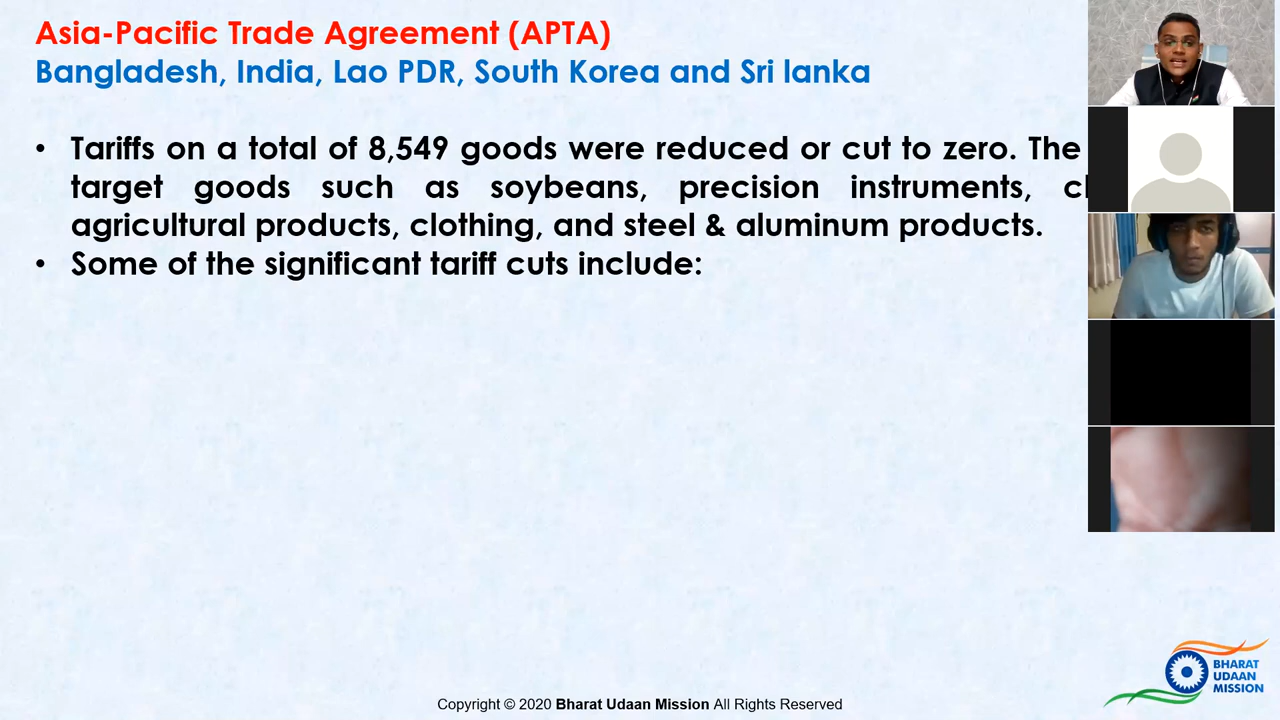 Asia-Pacific Trade Agreement (APTA)
Bangladesh, India, Lao PDR, South Korea and Sri lanka
• Tariffs on a total of 8,549 goods were reduced or cut to zero. The
target goods such as soybeans, precision instruments,
agricultural products, clothing, and steel & aluminum products.
• Some of the significant tariff cuts include:
BHARAT
UDAAN
MISSION
Copyright © 2020 Bharat Udaan Mission All Rights Reserved